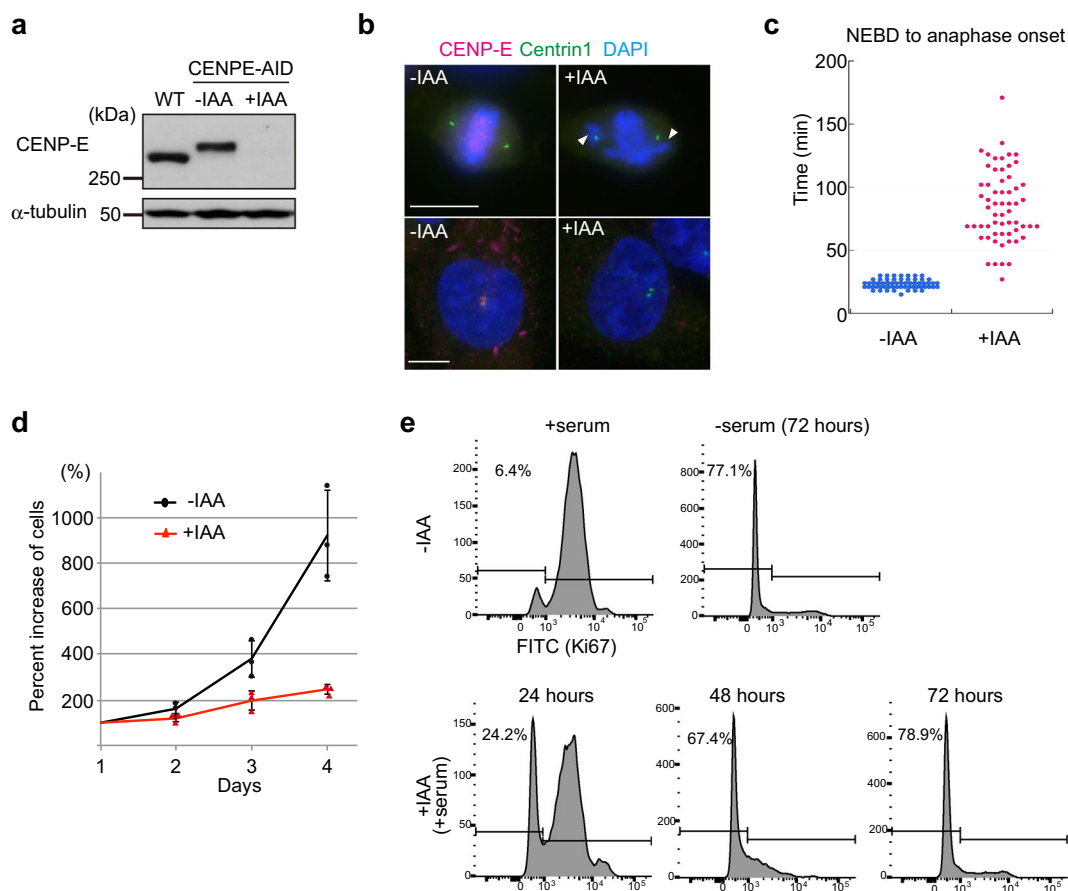 a
CENPE-AID
WT -IAA +IAA
(kDa)
CENP-E
250
α-tubulin 50
b
CENP-E Centrin1 DAPI
-IAA +IAA
-IAA +IAA
c
NEBD to anaphase onset
Time (min)
200
150
100
50
0
-IAA +IAA
d
(%)
Percent increase of cells
1000
800
600
400
200
-IAA
+IAA
1 2 3 4
Days
e
+serum
-IAA
6.4%
200
150
100
50
0
0 10³ 10⁴ 10⁵
FITC (Ki67)
-serum (72 hours)
77.1%
800
600
400
200
0
0 10³ 10⁴ 10⁵
+IAA
(+serum)
24 hours
24.2%
150
100
50
0
0 10³ 10⁴ 10⁵
48 hours
67.4%
600
400
200
0
0 10³ 10⁴ 10⁵
72 hours
78.9%
600
400
200
0
0 10³ 10⁴ 10⁵